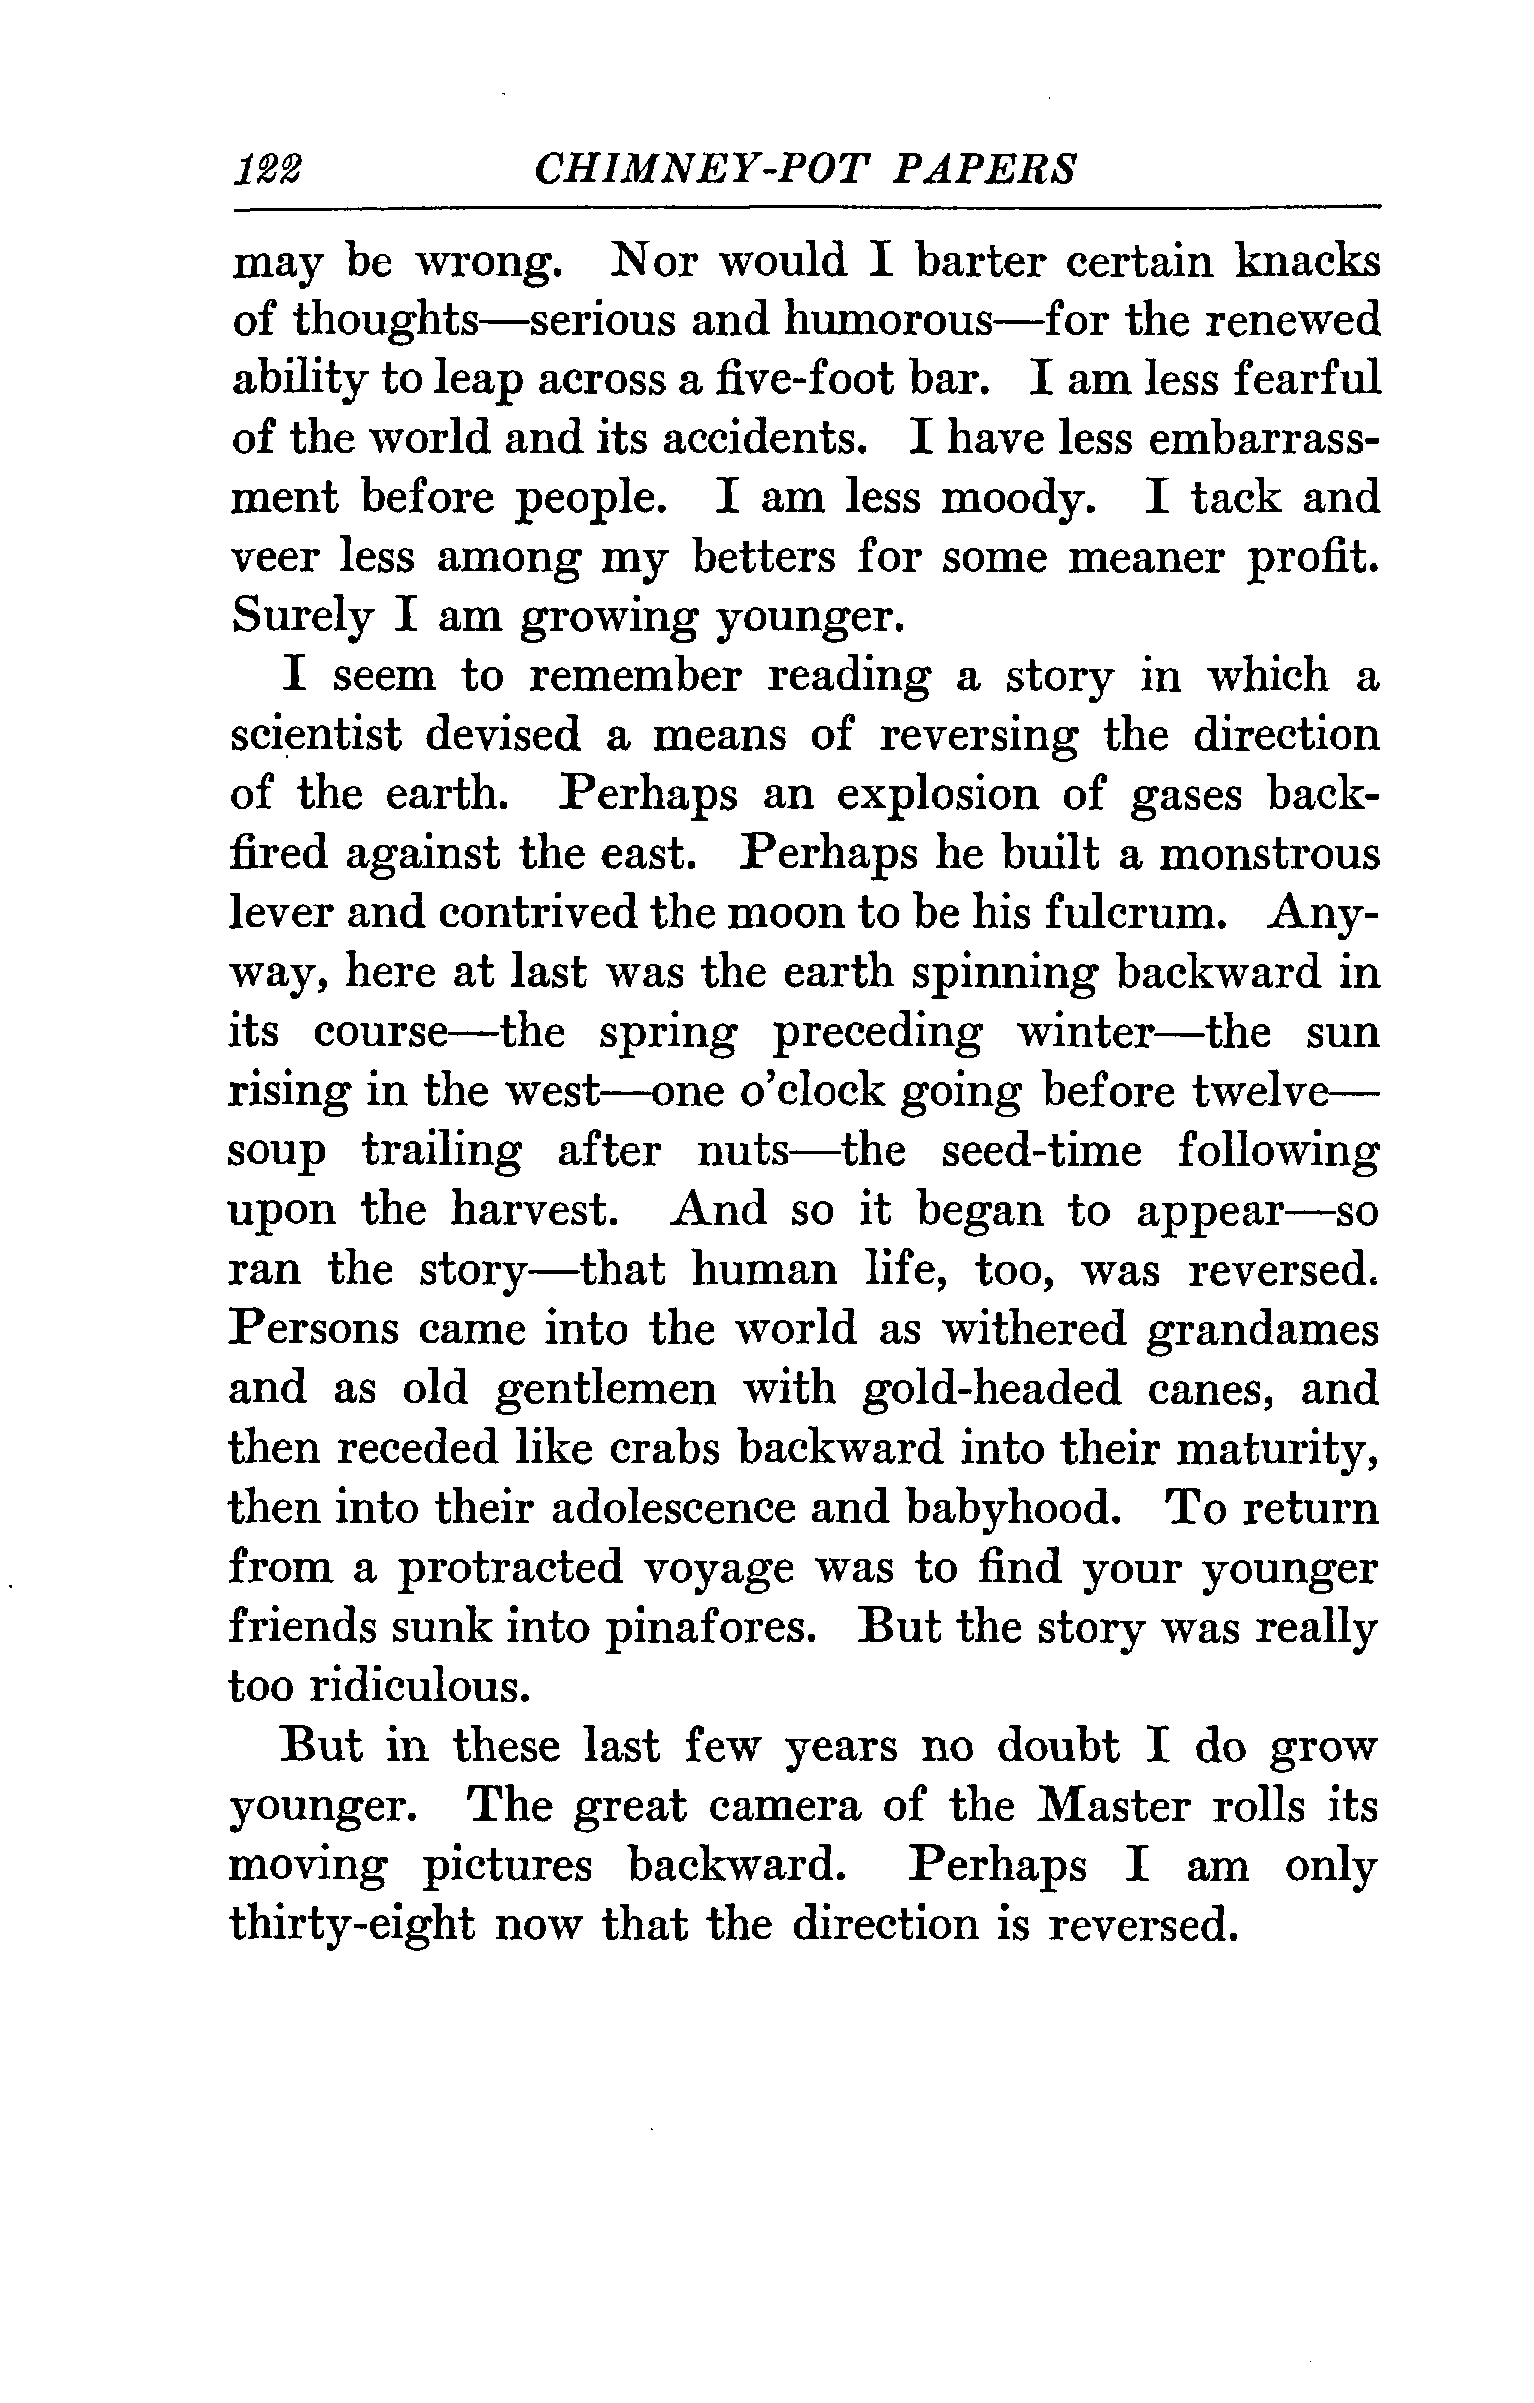 122 CHIMNEY-POT PAPERS
may be wrong. Nor would I barter certain knacks
of thoughts—serious and humorous—for the renewed
ability to leap across a five-foot bar. I am less fearful
of the world and its accidents. I have less embarrass-
ment before people. I am less moody. I tack and
veer less among my betters for some meaner profit.
Surely I am growing younger.
I seem to remember reading a story in which a
scientist devised a means of reversing the direction
of the earth. Perhaps an explosion of gases back-
fired against the east. Perhaps he built a monstrous
lever and contrived the moon to be his fulcrum. Any-
way, here at last was the earth spinning backward in
its course—the spring preceding winter—the sun
rising in the west—one o'clock going before twelve—
soup trailing after nuts—the seed-time following
upon the harvest. And so it began to appear—so
ran the story—that human life, too, was reversed.
Persons came into the world as withered grandames
and as old gentlemen with gold-headed canes, and
then receded like crabs backward into their maturity,
then into their adolescence and babyhood. To return
from a protracted voyage was to find your younger
friends sunk into pinafores. But the story was really
too ridiculous.
But in these last few years no doubt I do grow
younger. The great camera of the Master rolls its
moving pictures backward. Perhaps I am only
thirty-eight now that the direction is reversed.